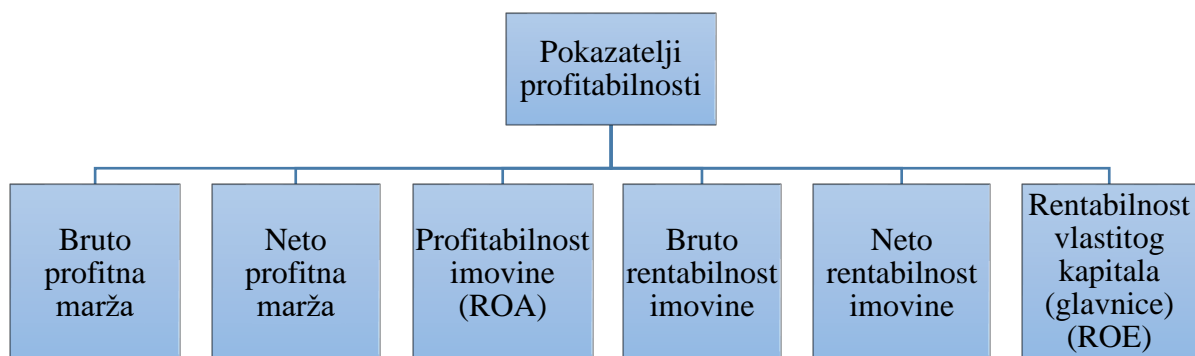 Pokazatelji
profitabilnosti
Bruto
profitna
marža
Neto
profitna
marža
Profitabilnost
imovine
(ROA)
Bruto
rentabilnost
imovine
Neto
rentabilnost
imovine
Rentabilnost
vlastitog
kapitala
(glavnice)
(ROE)